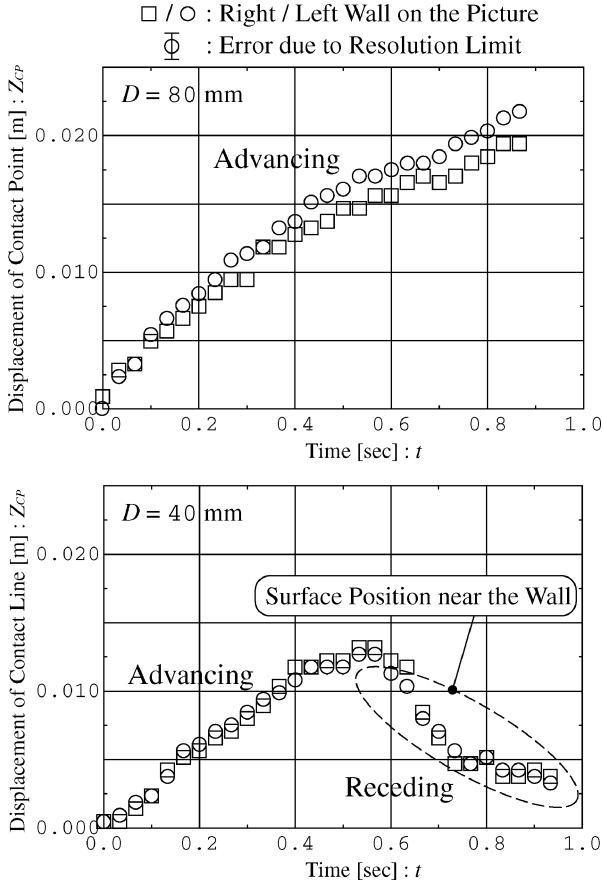 □ / ○ : Right / Left Wall on the Picture
: Error due to Resolution Limit
D = 80 mm
Displacement of Contact Point [m] : Z_CP
0.020
Advancing
0.010
0.000
0.0 0.2 0.4 0.6 0.8 1.0
Time [sec] : t
D = 40 mm
Displacement of Contact Line [m] : Z_CP
0.020
Surface Position near the Wall
Advancing
0.010
Receding
0.000
0.0 0.2 0.4 0.6 0.8 1.0
Time [sec] : t